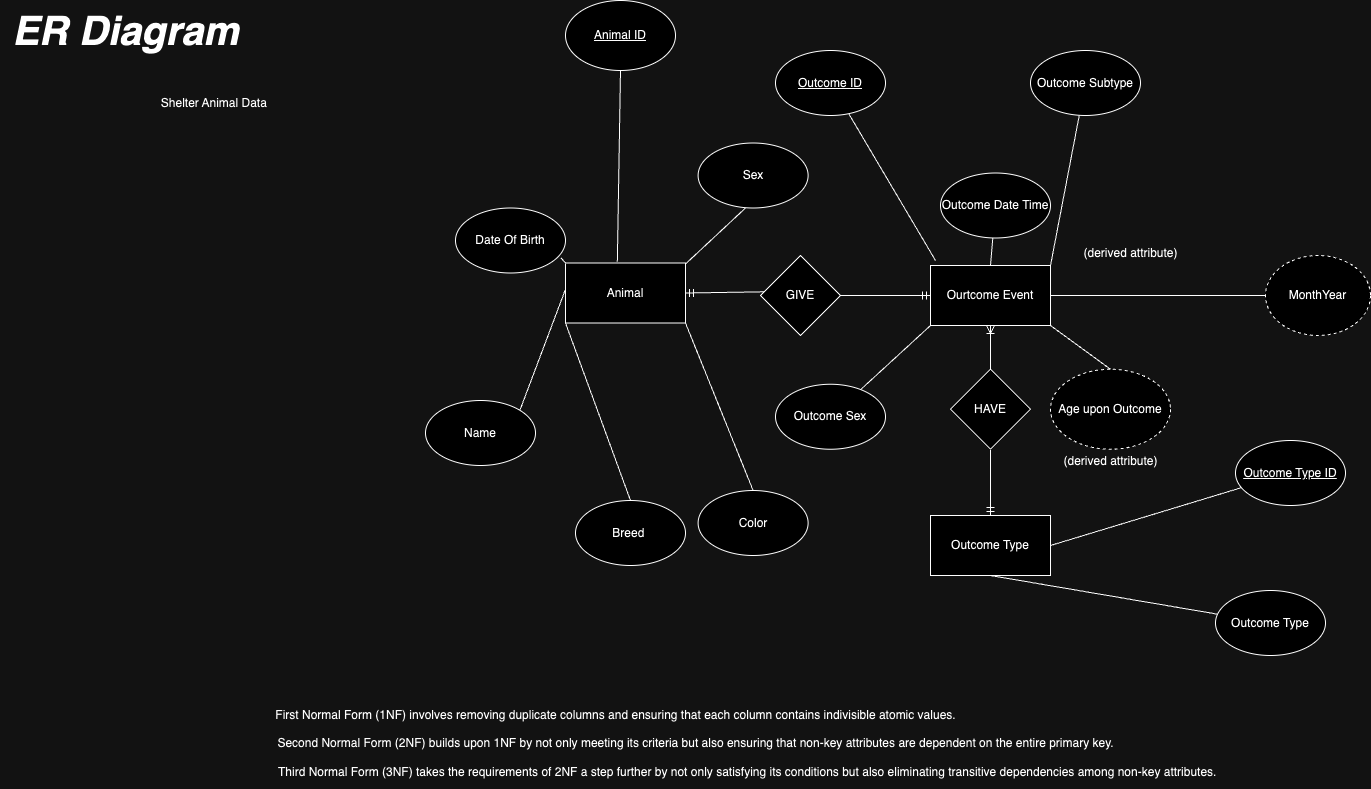 ER Diagram
Shelter Animal Data
Animal ID
Outcome ID
Outcome Subtype
Sex
Outcome Date Time
Date Of Birth
(derived attribute)
Animal
GIVE
Ourtcome Event
MonthYear
Outcome Sex
HAVE
Age upon Outcome
(derived attribute)
Name
Outcome Type ID
Breed
Color
Outcome Type
Outcome Type
First Normal Form (1NF) involves removing duplicate columns and ensuring that each column contains indivisible atomic values.
Second Normal Form (2NF) builds upon 1NF by not only meeting its criteria but also ensuring that non-key attributes are dependent on the entire primary key.
Third Normal Form (3NF) takes the requirements of 2NF a step further by not only satisfying its conditions but also eliminating transitive dependencies among non-key attributes.